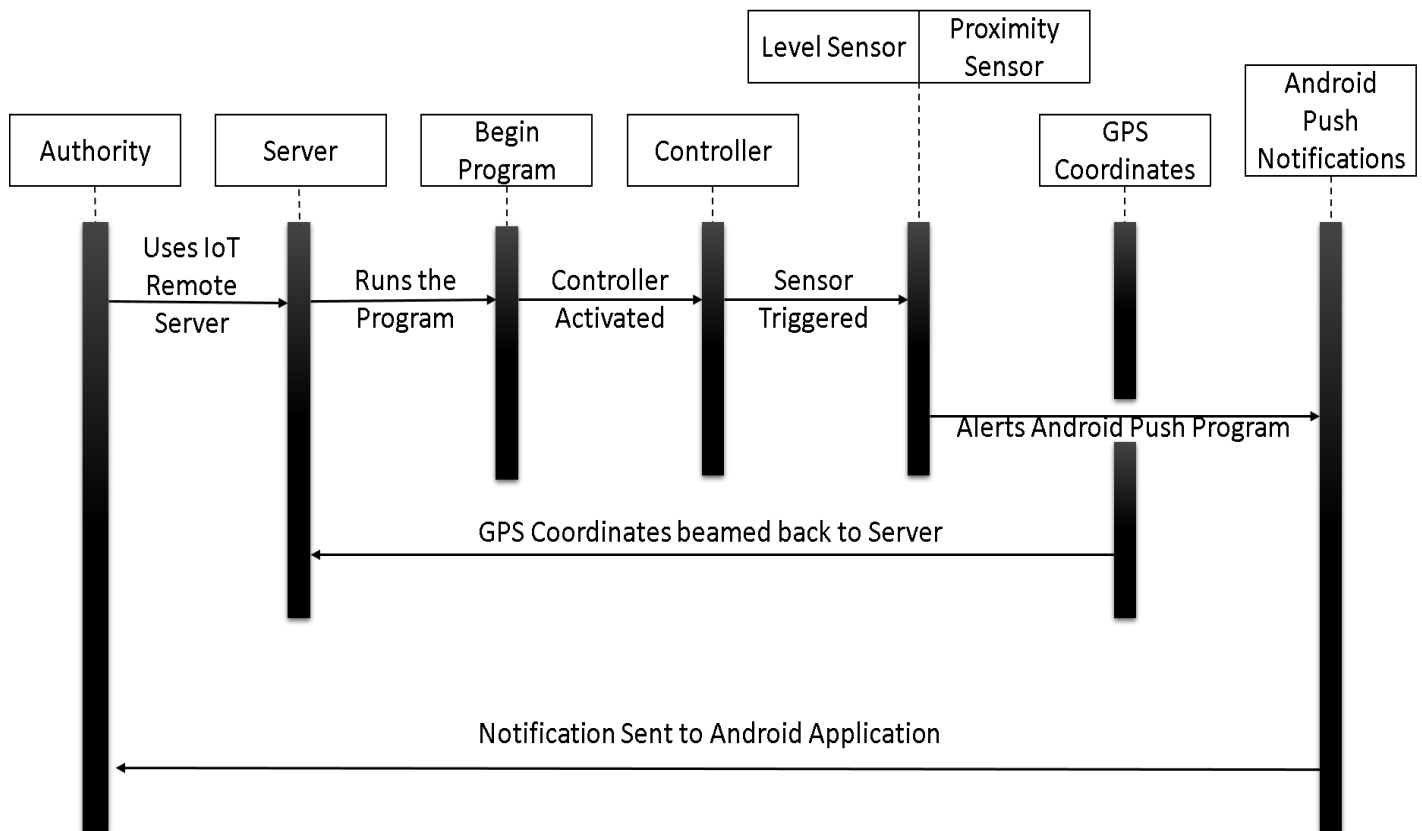 Level Sensor
Proximity
Sensor
Authority
Server
Begin
Program
Controller
GPS
Coordinates
Android
Push
Notifications
Uses IoT
Remote
Server
Runs the
Program
Controller
Activated
Sensor
Triggered
Alerts Android Push Program
GPS Coordinates beamed back to Server
Notification Sent to Android Application